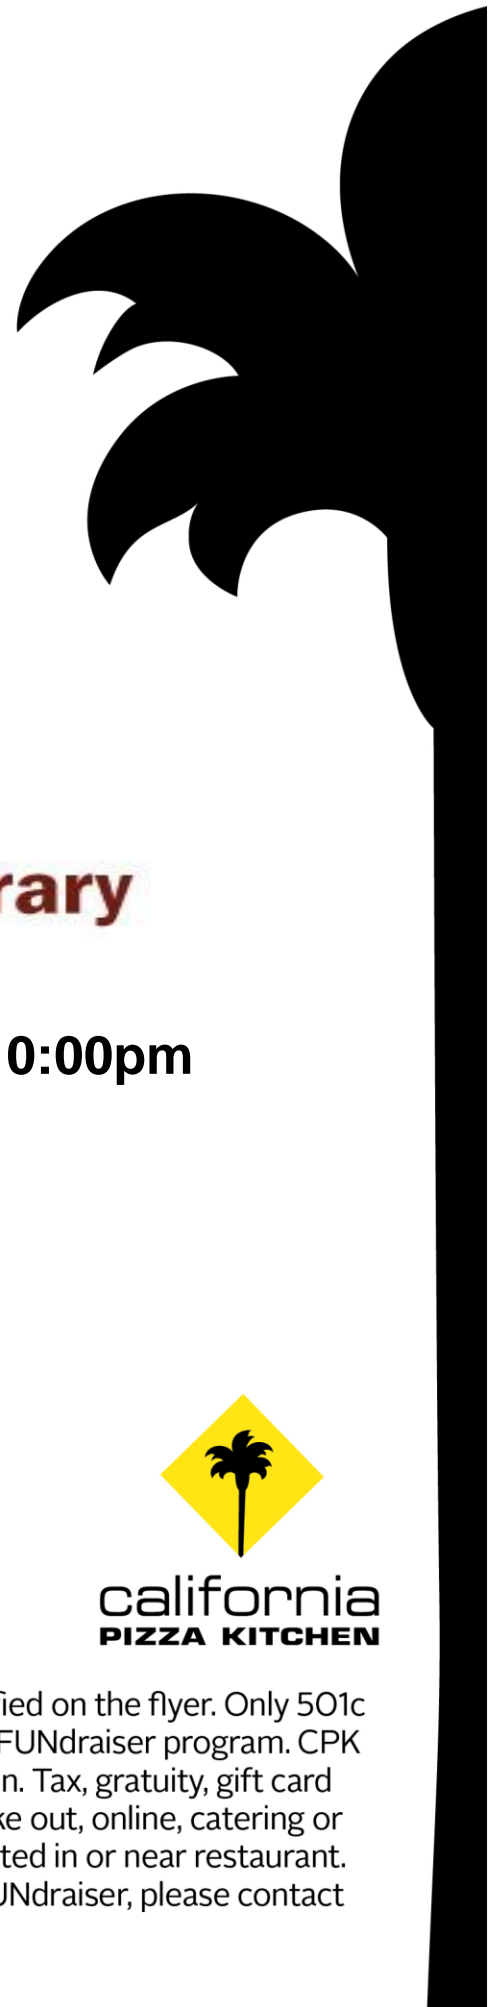 rary
0:00pm
california
PIZZA KITCHEN
fied on the flyer. Only 501c
FUNdraiser program. CPK
n. Tax, gratuity, gift card
ke out, online, catering or
ted in or near restaurant.
UNdraiser, please contact